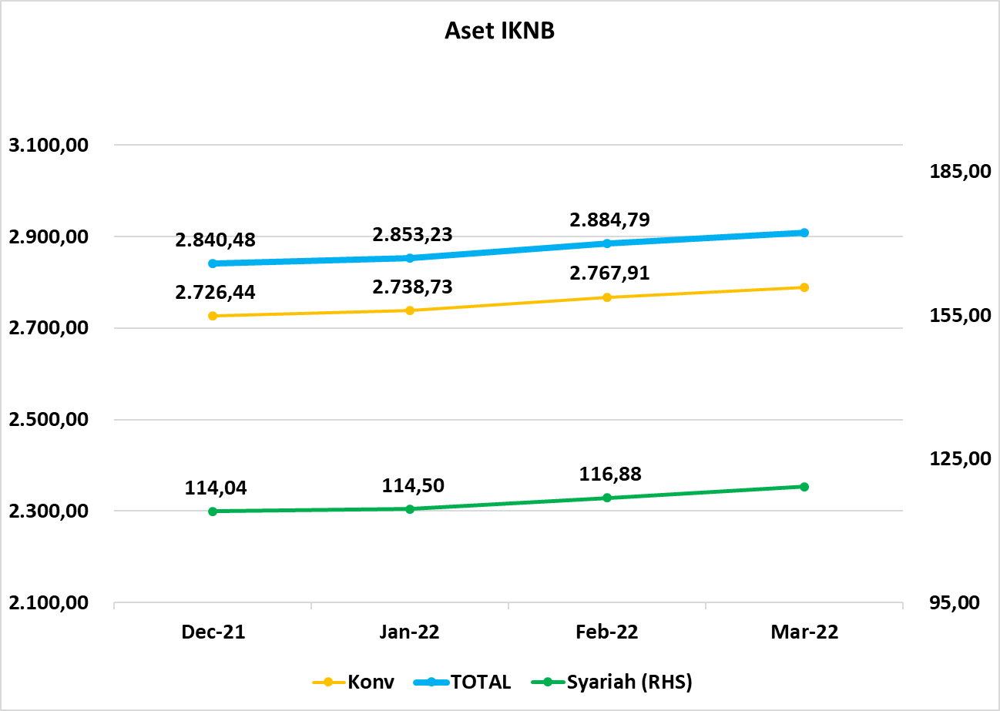 Aset IKNB
3.100,00
185,00
2.900,00
2.840,48
2.853,23
2.884,79
2.726,44
2.738,73
2.767,91
2.700,00
155,00
2.500,00
125,00
114,04
114,50
116,88
2.300,00
2.100,00
95,00
Dec-21
Jan-22
Feb-22
Mar-22
Konv
TOTAL
Syariah (RHS)